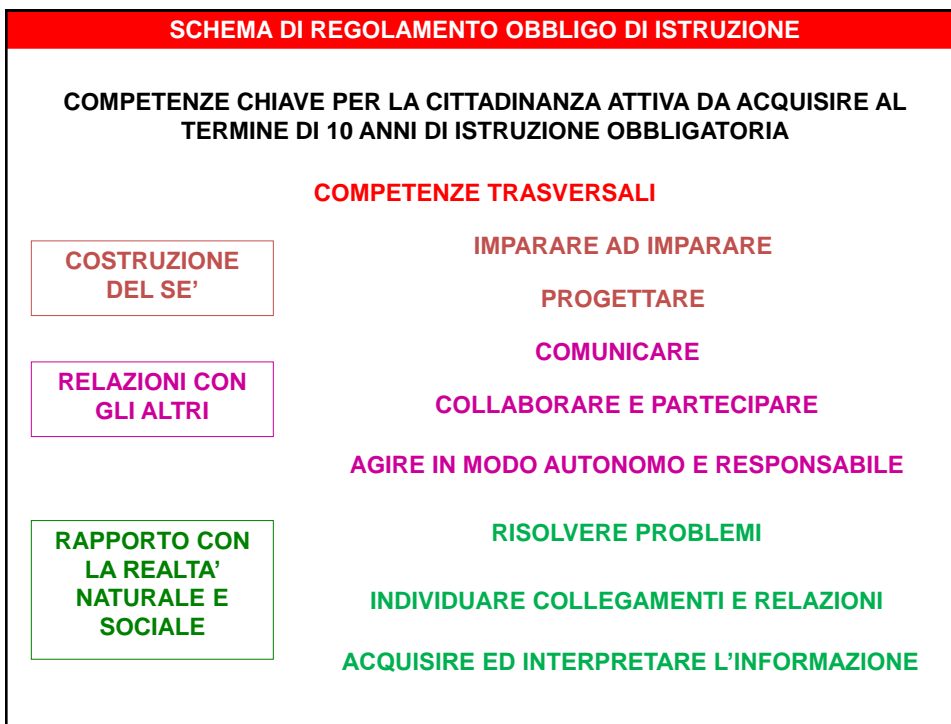 SCHEMA DI REGOLAMENTO OBBLIGO DI ISTRUZIONE
COMPETENZE CHIAVE PER LA CITTADINANZA ATTIVA DA ACQUISIRE AL
TERMINE DI 10 ANNI DI ISTRUZIONE OBBLIGATORIA
COMPETENZE TRASVERSALI
COSTRUZIONE
DEL SE’
IMPARARE AD IMPARARE
PROGETTARE
RELAZIONI CON
GLI ALTRI
COMUNICARE
COLLABORARE E PARTECIPARE
AGIRE IN MODO AUTONOMO E RESPONSABILE
RAPPORTO CON
LA REALTA’
NATURALE E
SOCIALE
RISOLVERE PROBLEMI
INDIVIDUARE COLLEGAMENTI E RELAZIONI
ACQUISIRE ED INTERPRETARE L’INFORMAZIONE